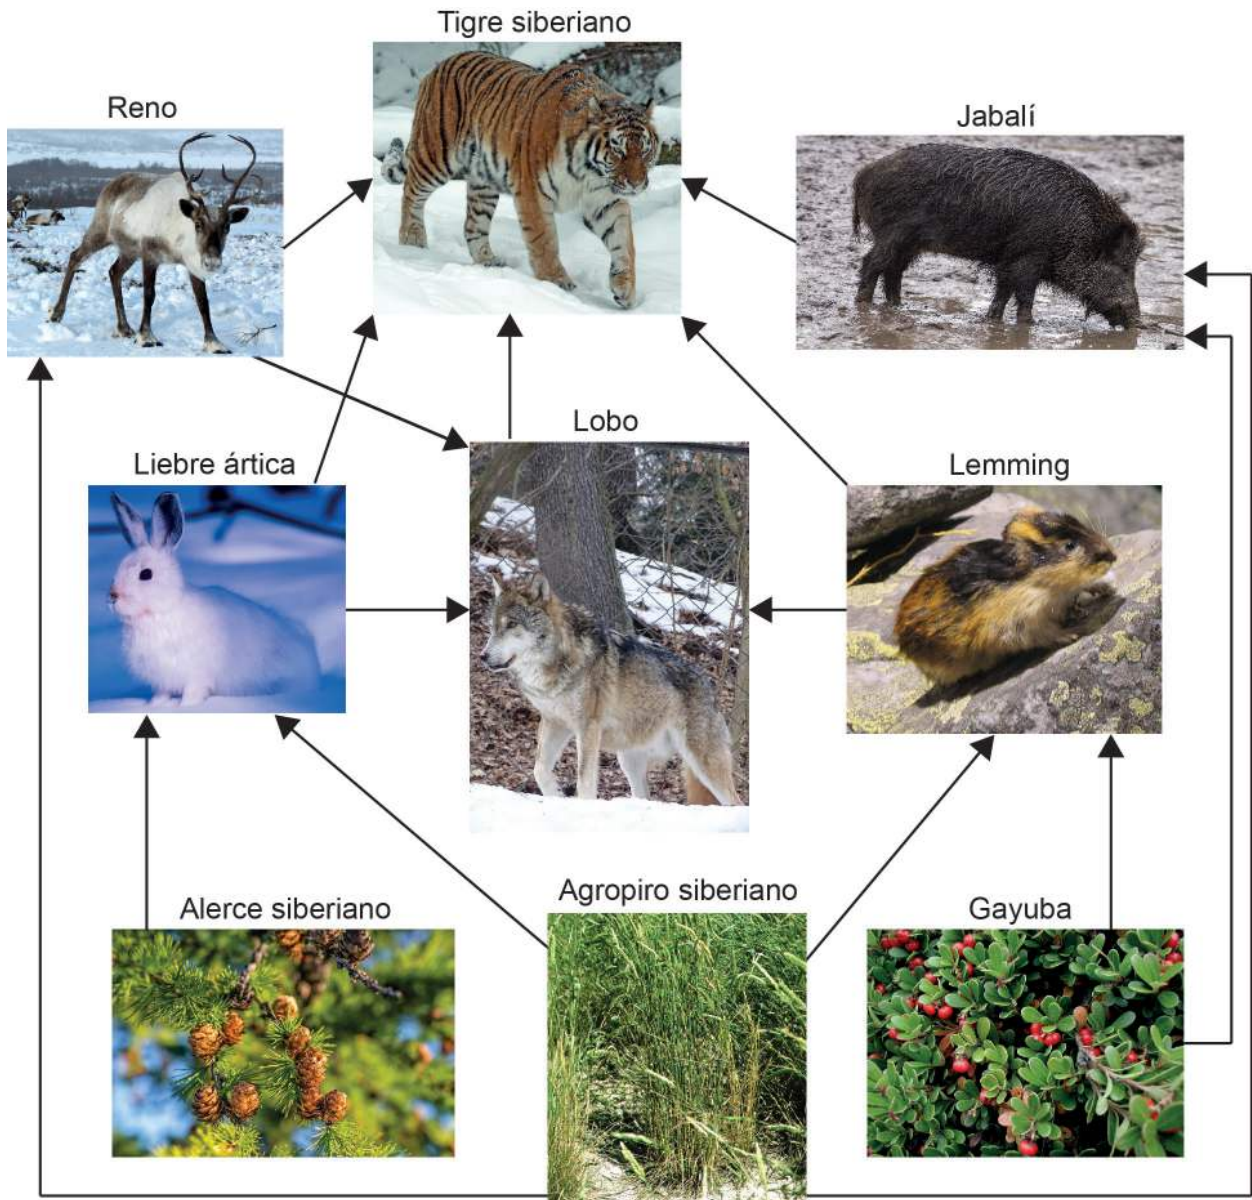 Tigre siberiano
Reno
Jabalí
Lobo
Liebre ártica
Lemming
Agropiro siberiano
Alerce siberiano
Gayuba